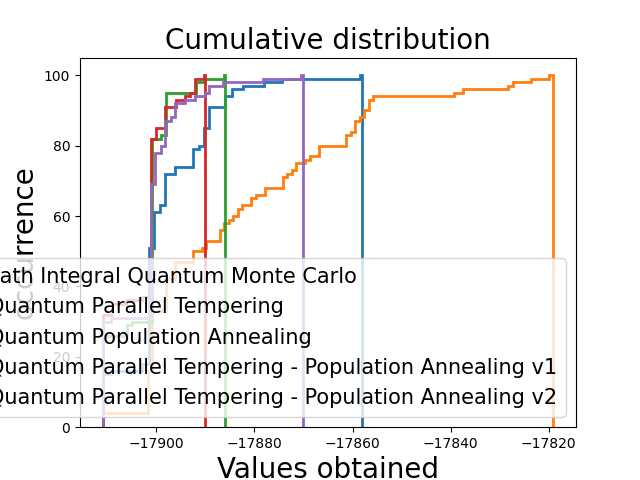 Cumulative distribution
100
80
60
40
20
0
occurrence
ath Integral Quantum Monte Carlo
Quantum Parallel Tempering
Quantum Population Annealing
Quantum Parallel Tempering - Population Annealing v1
Quantum Parallel Tempering - Population Annealing v2
−17900 −17880 −17860 −17840 −17820
Values obtained